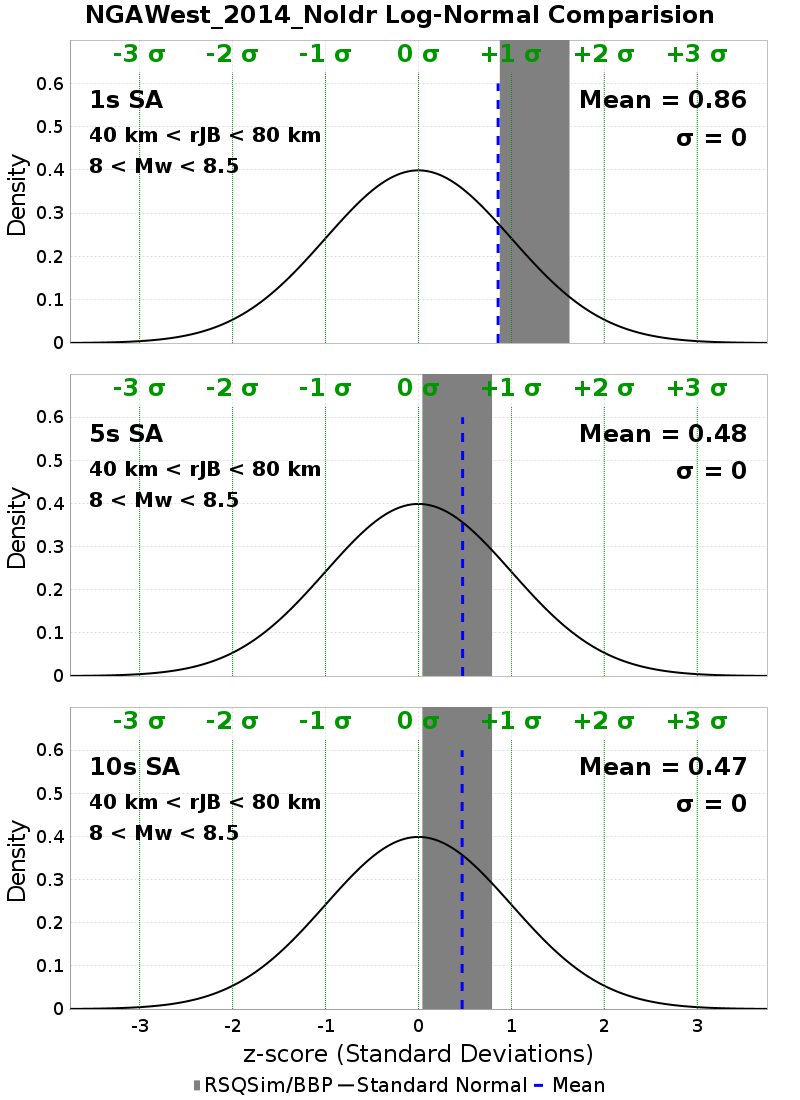 NGAWest_2014_NoIdr Log-Normal Comparision
-3 σ -2 σ -1 σ 0 σ +1 σ +2 σ +3 σ
0.6
1s SA
Mean = 0.86
0.5
40 km < rJB < 80 km
σ = 0
8 < Mw < 8.5
0.4
0.3
0.2
0.1
0
Density
-3 σ -2 σ -1 σ 0 σ +1 σ +2 σ +3 σ
0.6
5s SA
Mean = 0.48
0.5
40 km < rJB < 80 km
σ = 0
8 < Mw < 8.5
0.4
0.3
0.2
0.1
0
Density
-3 σ -2 σ -1 σ 0 σ +1 σ +2 σ +3 σ
0.6
10s SA
Mean = 0.47
0.5
40 km < rJB < 80 km
σ = 0
8 < Mw < 8.5
0.4
0.3
0.2
0.1
0
Density
-3 -2 -1 0 1 2 3
z-score (Standard Deviations)
RSQSim/BBP Standard Normal Mean